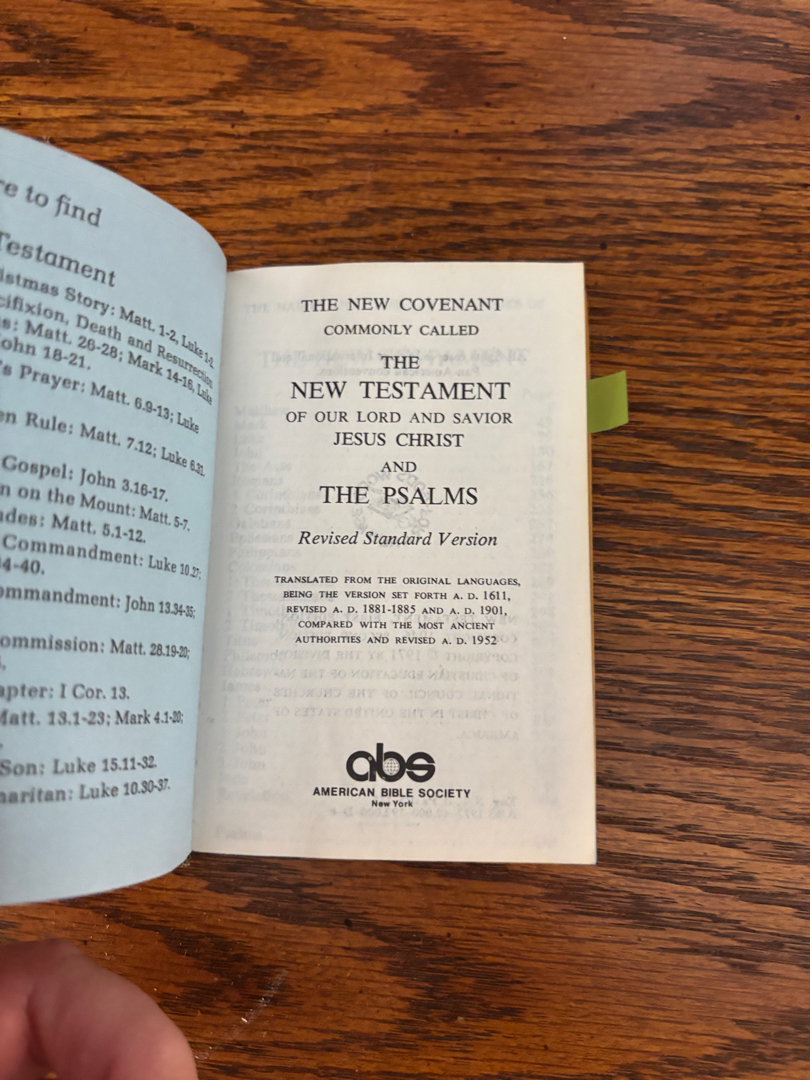 re to find
Testament
istmas Story: Matt. 1-2, Luke 1-2.
cifixion, Death and Resurrection
s: Matt. 26-28; Mark 14-16, Luke
John 18-21.
's Prayer: Matt. 6.9-13; Luke
en Rule: Matt. 7.12; Luke 6.31.
Gospel: John 3.16-17.
n on the Mount: Matt. 5-7.
udes: Matt. 5.1-12.
Commandment: Luke 10.27;
4-40.
ommandment: John 13.34-35;
ommission: Matt. 28.19-20;
apter: I Cor. 13.
Matt. 13.1-23; Mark 4.1-20;
Son: Luke 15.11-32.
maritan: Luke 10.30-37.
THE NEW COVENANT
COMMONLY CALLED
THE
NEW TESTAMENT
OF OUR LORD AND SAVIOR
JESUS CHRIST
AND
THE PSALMS
Revised Standard Version
TRANSLATED FROM THE ORIGINAL LANGUAGES,
BEING THE VERSION SET FORTH A. D. 1611,
REVISED A. D. 1881-1885 AND A. D. 1901,
COMPARED WITH THE MOST ANCIENT
AUTHORITIES AND REVISED A. D. 1952
abs
AMERICAN BIBLE SOCIETY
New York